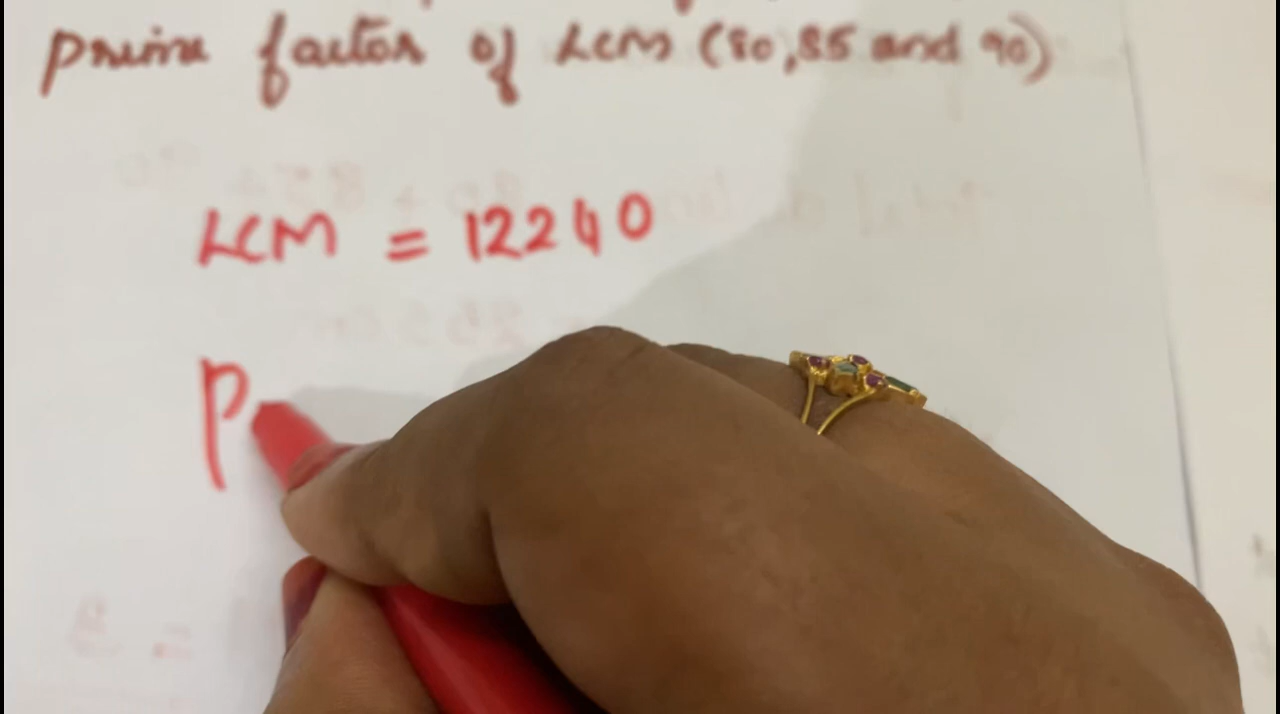 prime factor of LCM (80,85 and 90)
LCM = 12240
P